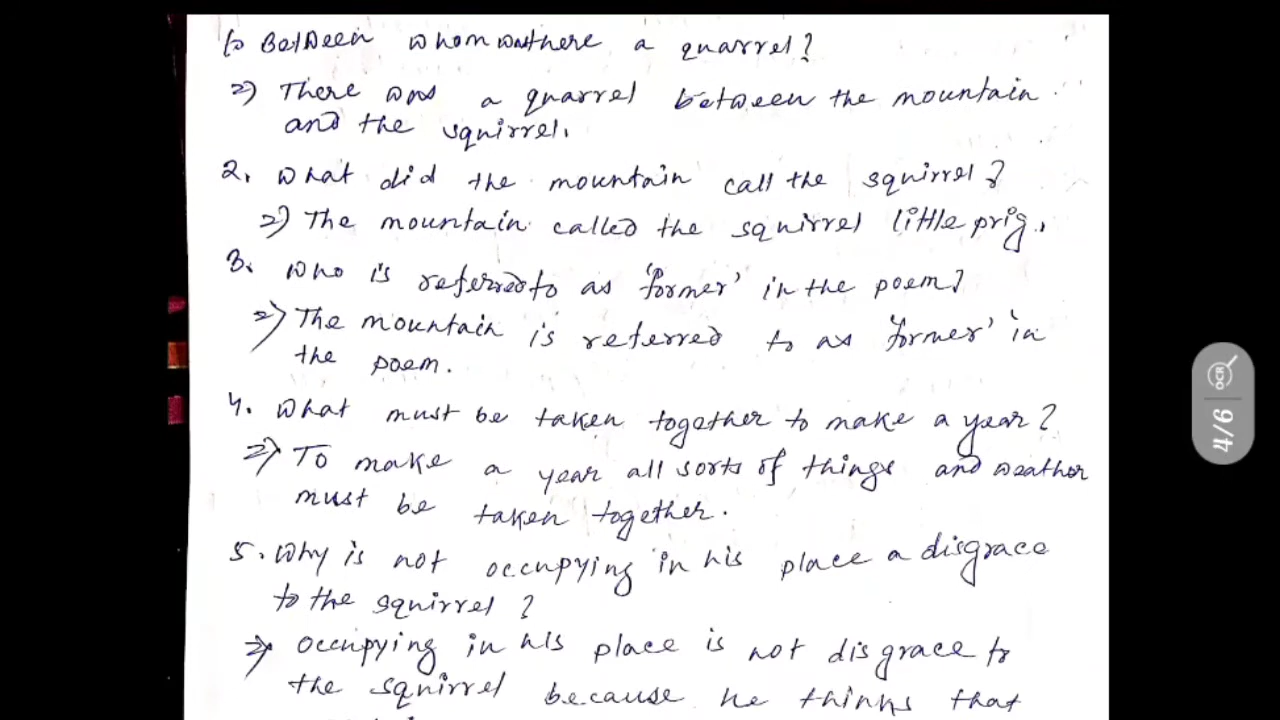 1) Between whom was there a quarrel?
=) There was a quarrel between the mountain
and the squirrel.
2. What did the mountain call the squirrel?
=) The mountain called the squirrel little prig.
3. Who is referred to as 'former' in the poem?
=) The mountain is referred to as 'former' in
the poem.
4. What must be taken together to make a year?
=) To make a year all sorts of things and weather
must be taken together.
5. Why is not occupying in his place a disgrace
to the squirrel?
=) Occupying in his place is not disgrace to
the squirrel because he thinks that
OCR
4/6